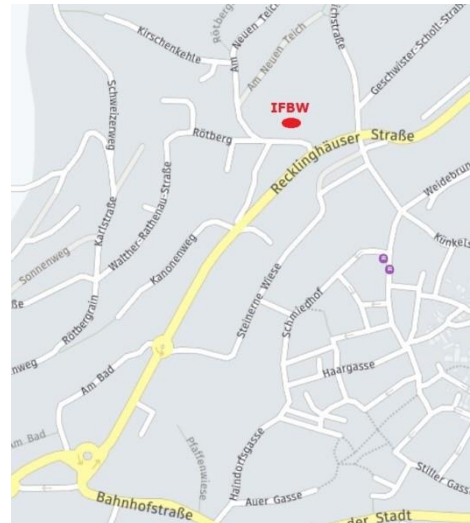 Rötberg
Am Neuen Teich
Am Neuen Teich
Kirschenkehle
Geschwister-Scholl-Straße
IFBW
Schweizerweg
Rötberg
Recklinghäuser Straße
Walther-Rathenau-Straße
Karlstraße
Sonnenweg
Kanonenweg
Steinerne Wiese
Schmiedhof
Rötbergrain
Haargasse
Am Bad
Am Bad
Pfaffenwiese
Haindorfsgasse
Stiller Gass
Auer Gasse
Bahnhofstraße
der Stadt